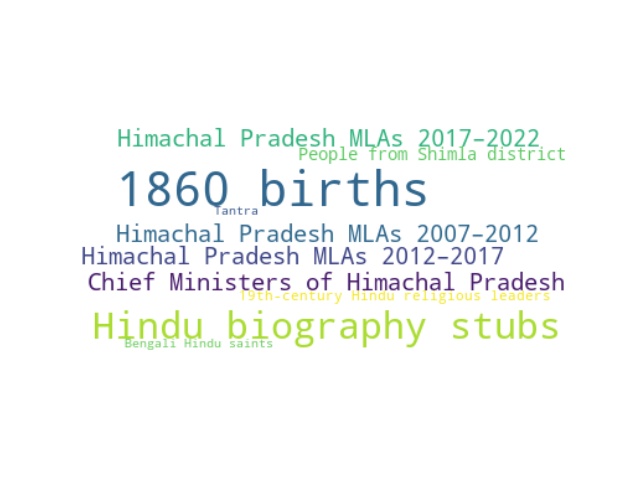 Himachal Pradesh MLAs 2017–2022
People from Shimla district
1860 births
Tantra
Himachal Pradesh MLAs 2007–2012
Himachal Pradesh MLAs 2012–2017
Chief Ministers of Himachal Pradesh
19th-century Hindu religious leaders
Hindu biography stubs
Bengali Hindu saints